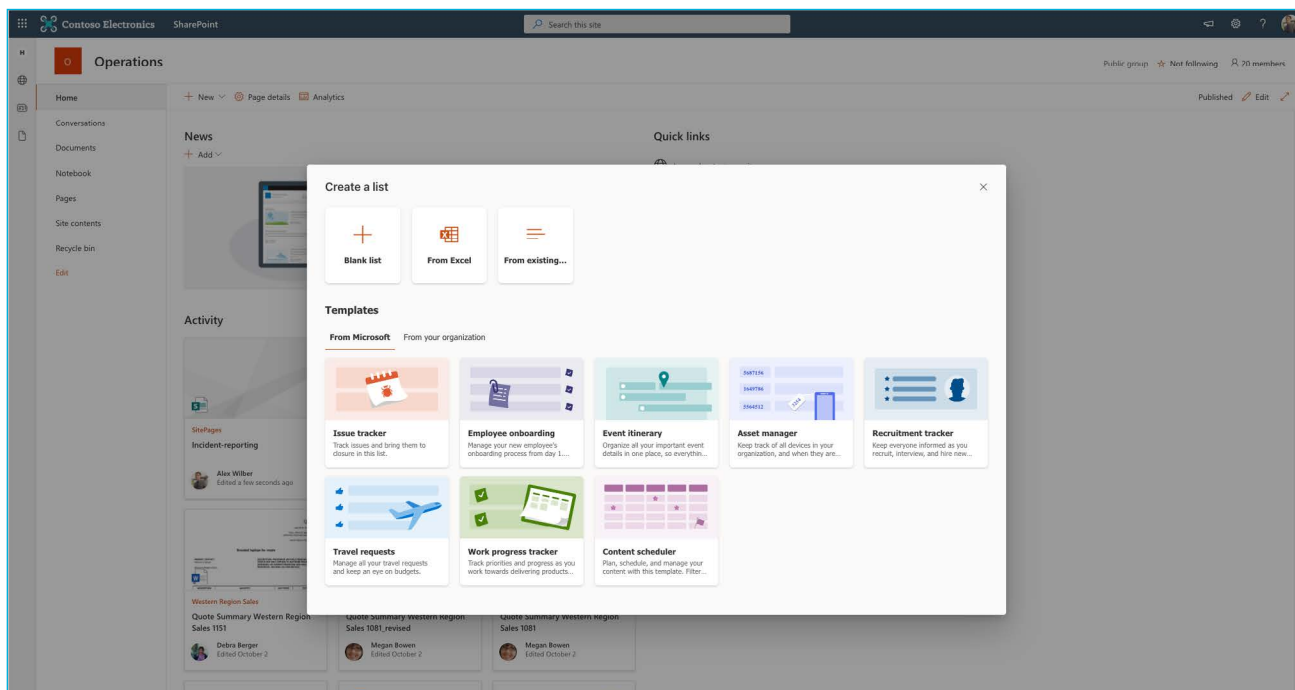 Contoso Electronics SharePoint Search this site ?
H
O Operations Public group Not following 20 members
Home
Conversations
Documents
Notebook
Pages
Site contents
Recycle bin
Edit
+ New Page details Analytics Published Edit
News
+ Add
Quick links
Create a list
Blank list
From Excel
From existing...
Templates
From Microsoft From your organization
Issue tracker
Track issues and bring them to
closure in this list.
Employee onboarding
Manage your new employee's
onboarding process from day 1....
5687156
2649786
5564512
Event itinerary
Organize all your important event
details in one place, so everythin...
Asset manager
Keep track of all devices in your
organization, and when they are...
Recruitment tracker
Keep everyone informed as you
recruit, interview, and hire new...
Travel requests
Manage all your travel requests
and keep an eye on budgets.
Work progress tracker
Track priorities and progress as you
work towards delivering products...
Content scheduler
Plan, schedule, and manage your
content with this template. Filter...
Activity
SitePages
Incident-reporting
Alex Wilber
Edited a few seconds ago
Western Region Sales
Quote Summary Western Region
Sales 1151
Debra Berger
Edited October 2
Quote Summary Western Region
Sales 1081_revised
Megan Bowen
Edited October 2
Quote Summary Western Region
Sales 1081
Megan Bowen
Edited October 2